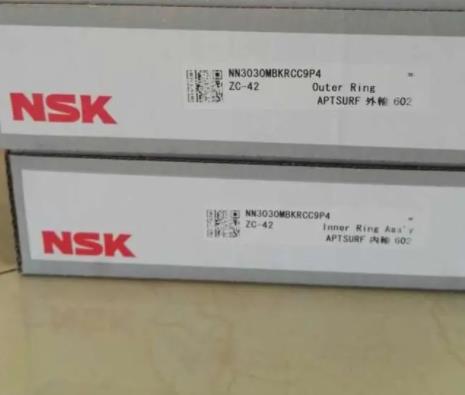 NSK
NN3030MBKRCC9P4
ZC-42 Outer Ring
APTSURF 外輪 602
NSK
NN3030MBKRCC9P4
ZC-42 Inner Ring Ass'y
APTSURF 内輪 602